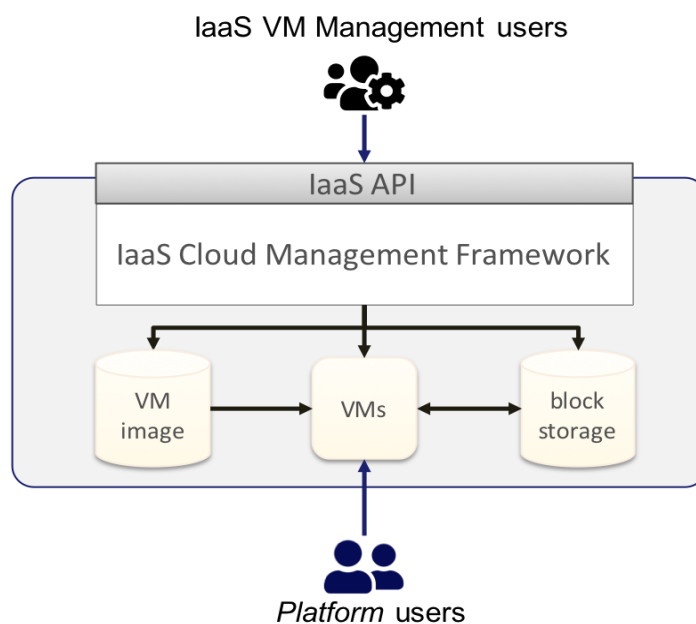 IaaS VM Management users
IaaS API
IaaS Cloud Management Framework
VM
image
VMs
block
storage
Platform users